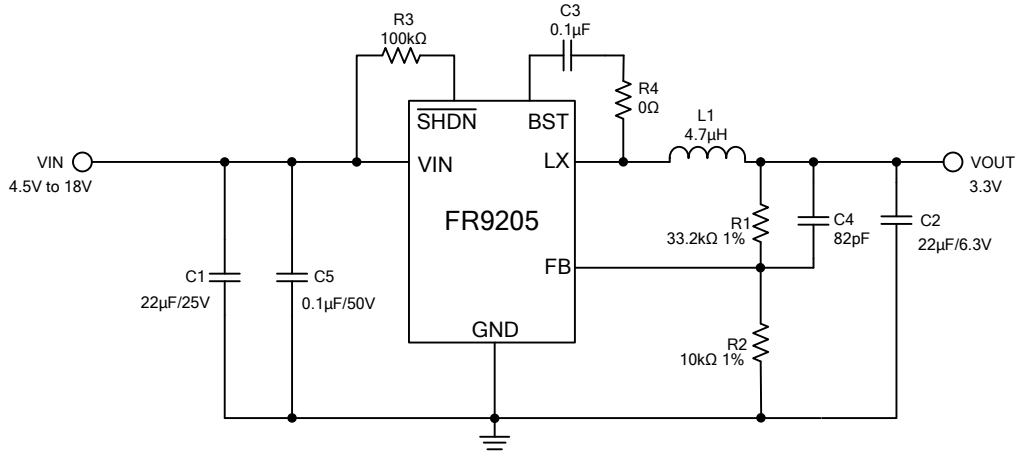 R3
100kΩ
C3
0.1μF
R4
0Ω
SHDN
BST
L1
4.7μH
VIN
4.5V to 18V
VIN
LX
VOUT
3.3V
FR9205
R1
33.2kΩ 1%
C4
82pF
C2
22μF/6.3V
FB
C1
22μF/25V
C5
0.1μF/50V
GND
R2
10kΩ 1%